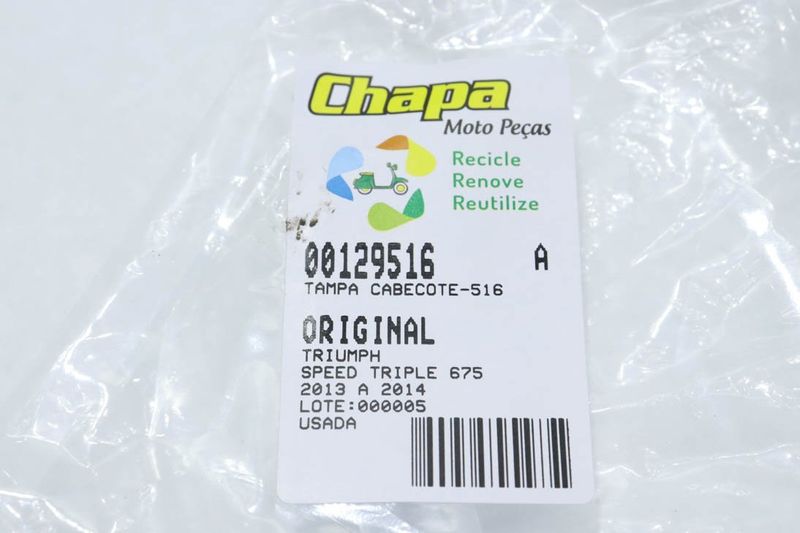 Chapa
Moto Peças
Recicle
Renove
Reutilize
00129516 A
TAMPA CABECOTE-516
ORIGINAL
TRIUMPH
SPEED TRIPLE 675
2013 A 2014
LOTE:000005
USADA